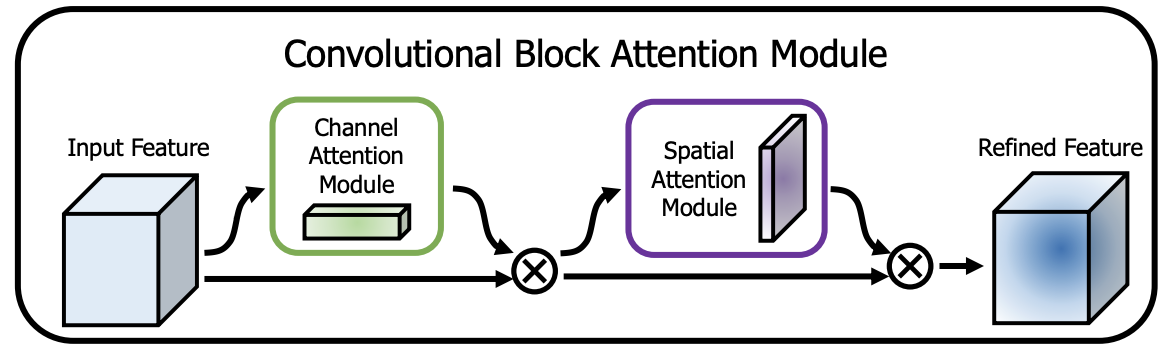 Convolutional Block Attention Module
Input Feature
Channel
Attention
Module
Spatial
Attention
Module
Refined Feature